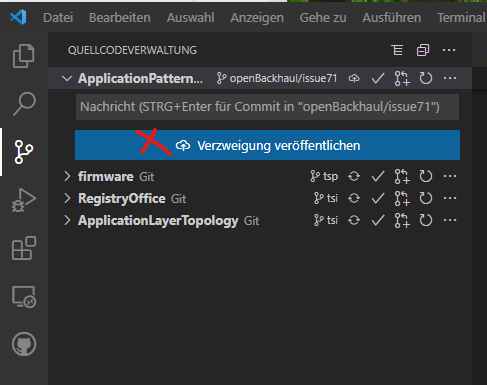 Datei Bearbeiten Auswahl Anzeigen Gehe zu Ausführen Terminal
QUELLCODEVERWALTUNG
ApplicationPattern... openBackhaul/issue71
Nachricht (STRG+Enter für Commit in "openBackhaul/issue71")
Verzweigung veröffentlichen
firmware Git tsp
RegistryOffice Git tsi
ApplicationLayerTopology Git tsi